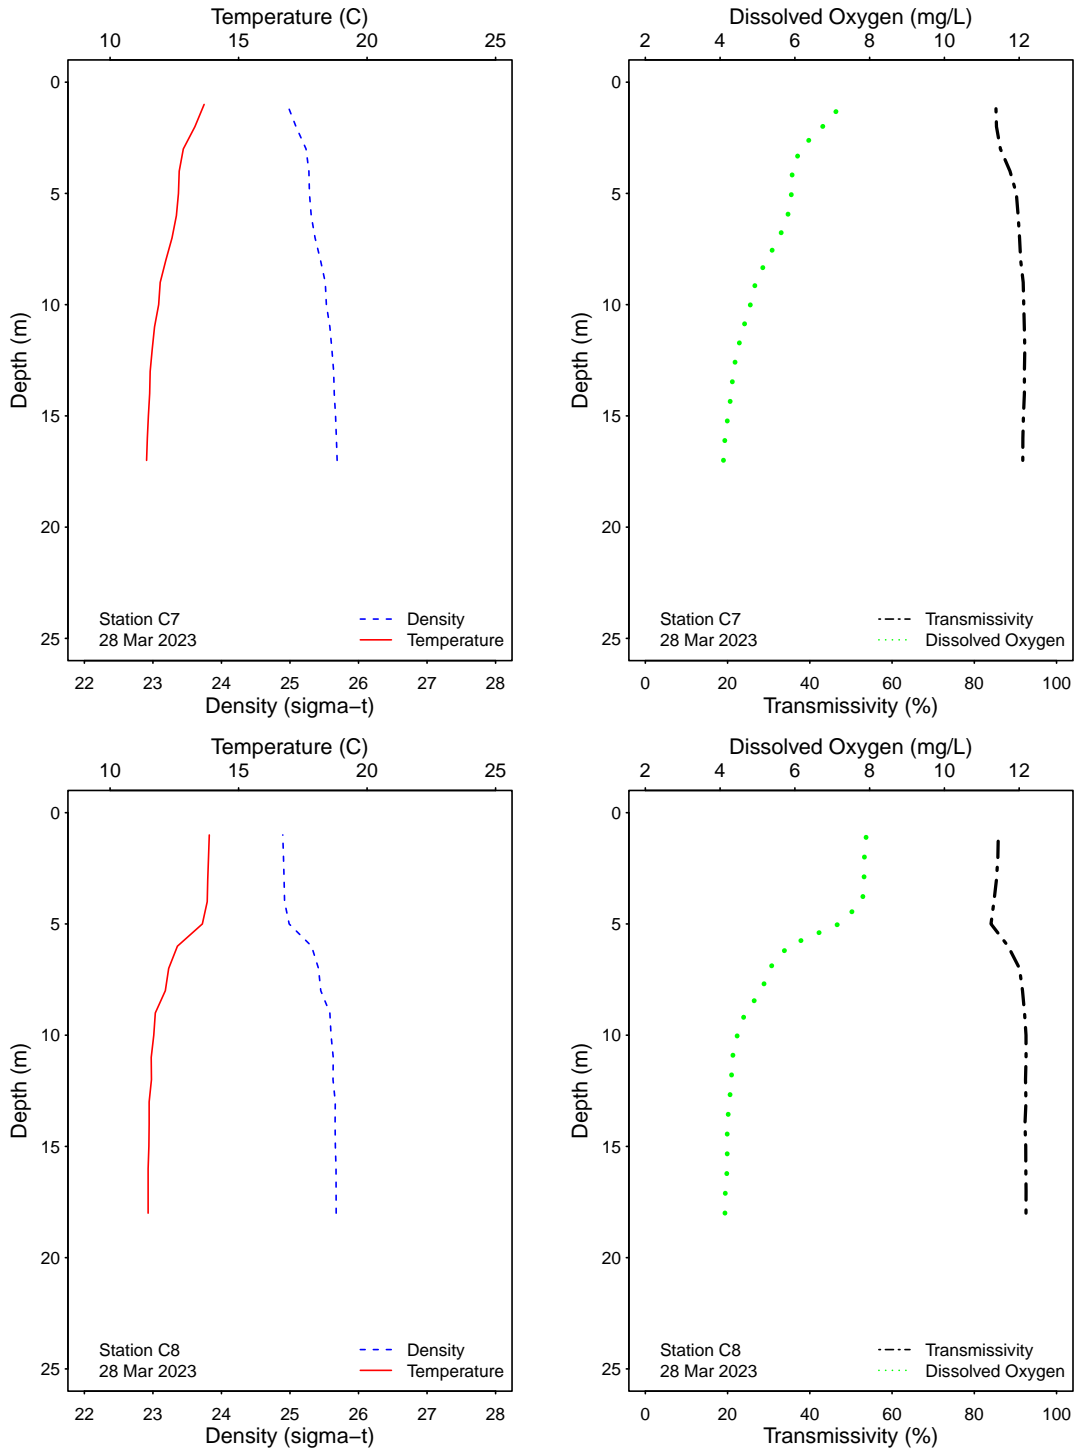 Temperature (C)
10 15 20 25
0
5
10
15
20
25
Depth (m)
Station C7
28 Mar 2023
Density
Temperature
22 23 24 25 26 27 28
Density (sigma−t)
Dissolved Oxygen (mg/L)
2 4 6 8 10 12
0
5
10
15
20
25
Depth (m)
Station C7
28 Mar 2023
Transmissivity
Dissolved Oxygen
0 20 40 60 80 100
Transmissivity (%)
Temperature (C)
10 15 20 25
0
5
10
15
20
25
Depth (m)
Station C8
28 Mar 2023
Density
Temperature
22 23 24 25 26 27 28
Density (sigma−t)
Dissolved Oxygen (mg/L)
2 4 6 8 10 12
0
5
10
15
20
25
Depth (m)
Station C8
28 Mar 2023
Transmissivity
Dissolved Oxygen
0 20 40 60 80 100
Transmissivity (%)